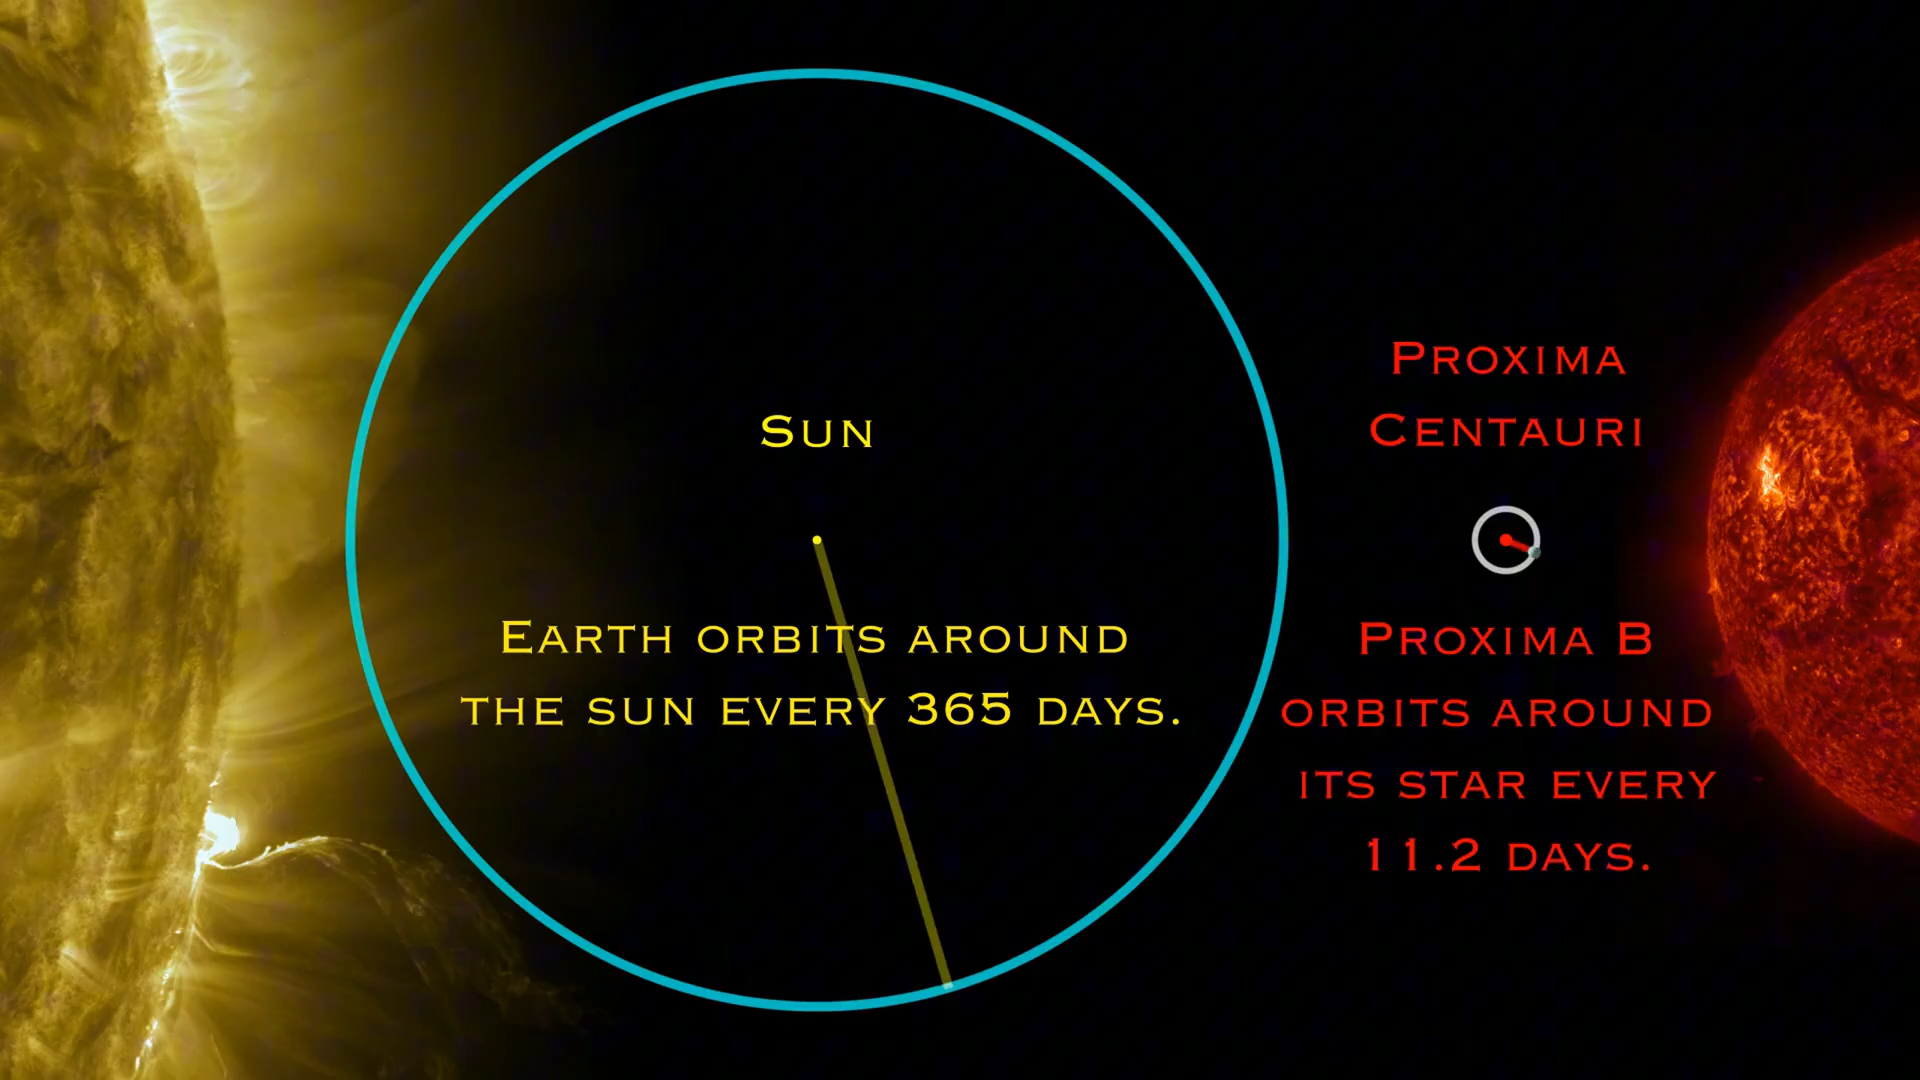 Sun
Earth orbits around
the sun every 365 days.
Proxima
Centauri
Proxima B
orbits around
its star every
11.2 days.